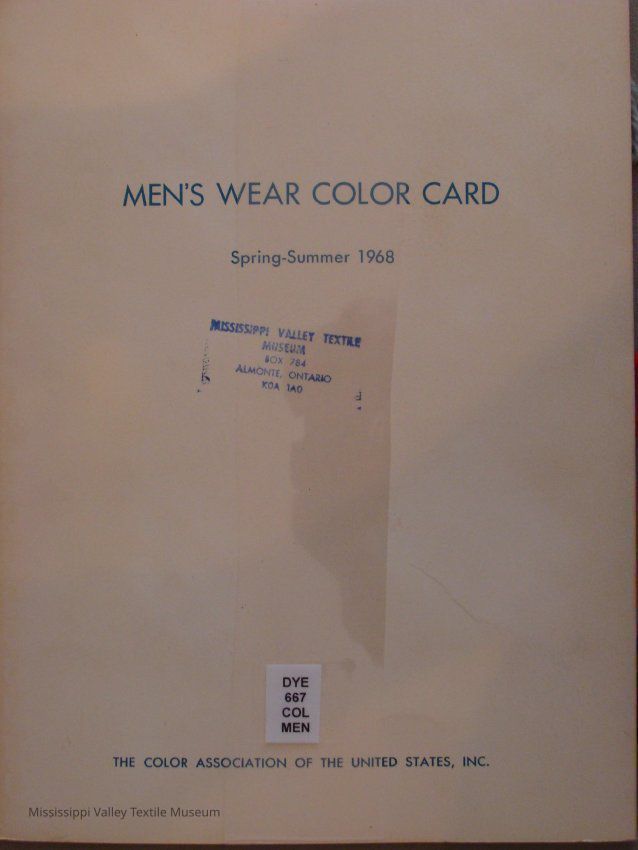 MEN'S WEAR COLOR CARD
Spring-Summer 1968
MISSISSIPPI VALLEY TEXTILE
MUSEUM
BOX 784
ALMONTE, ONTARIO
K0A 1A0
DYE
667
COL
MEN
THE COLOR ASSOCIATION OF THE UNITED STATES, INC.
Mississippi Valley Textile Museum